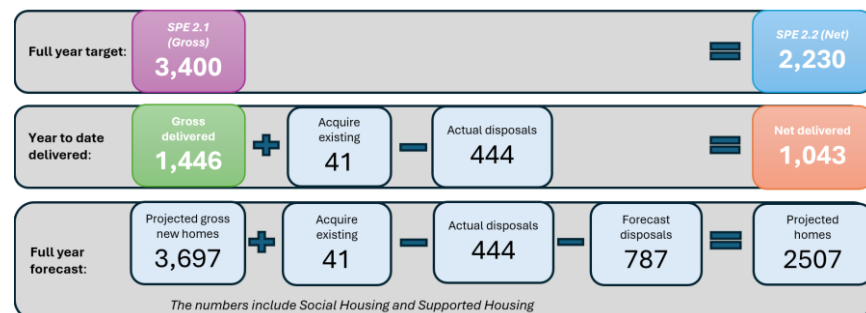 Full year target:
SPE 2.1
(Gross)
3,400
=
SPE 2.2 (Net)
2,230
Year to date
delivered:
Gross
delivered
1,446
+
Acquire
existing
41
−
Actual disposals
444
=
Net delivered
1,043
Full year
forecast:
Projected gross
new homes
3,697
+
Acquire
existing
41
−
Actual disposals
444
−
Forecast
disposals
787
=
Projected
homes
2507
The numbers include Social Housing and Supported Housing